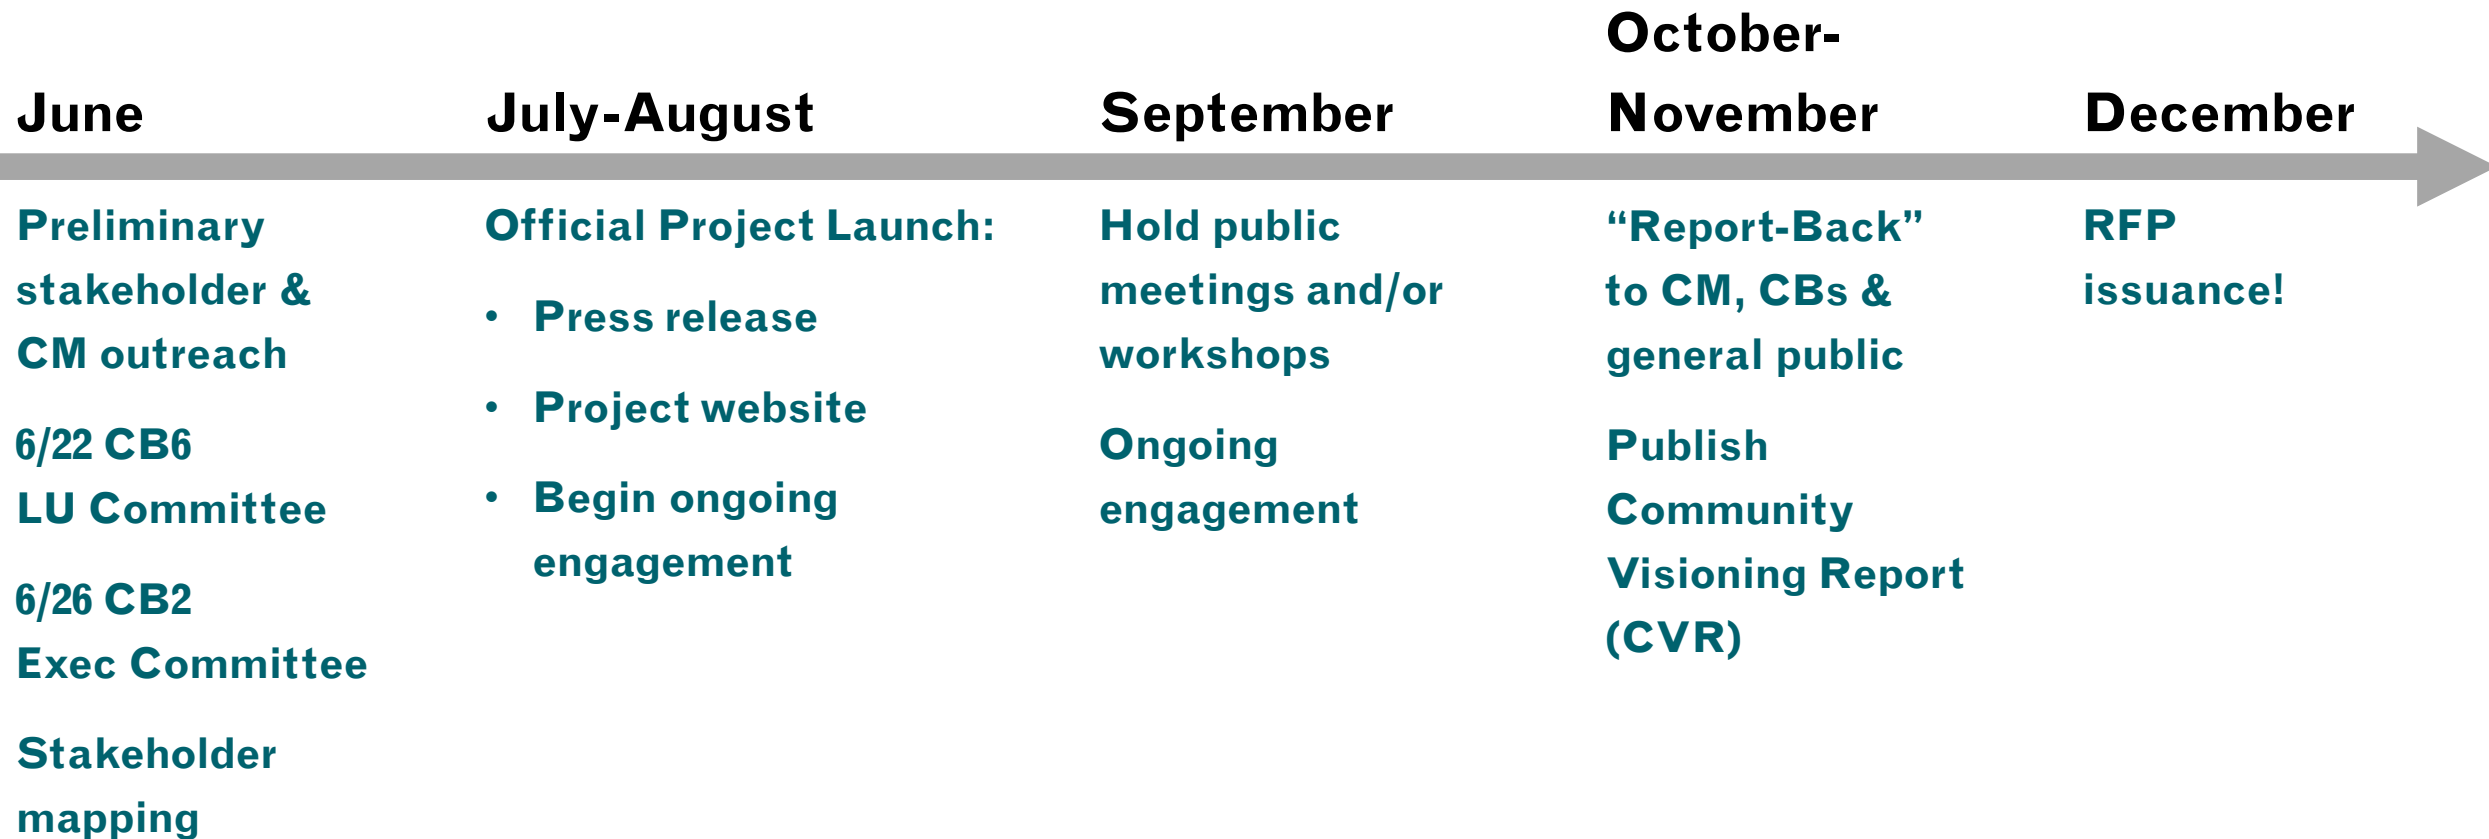 June
Preliminary
stakeholder &
CM outreach
6/22 CB6
LU Committee
6/26 CB2
Exec Committee
Stakeholder
mapping
July-August
Official Project Launch:
• Press release
• Project website
• Begin ongoing
engagement
September
Hold public
meetings and/or
workshops
Ongoing
engagement
October-
November
“Report-Back”
to CM, CBs &
general public
Publish
Community
Visioning Report
(CVR)
December
RFP
issuance!